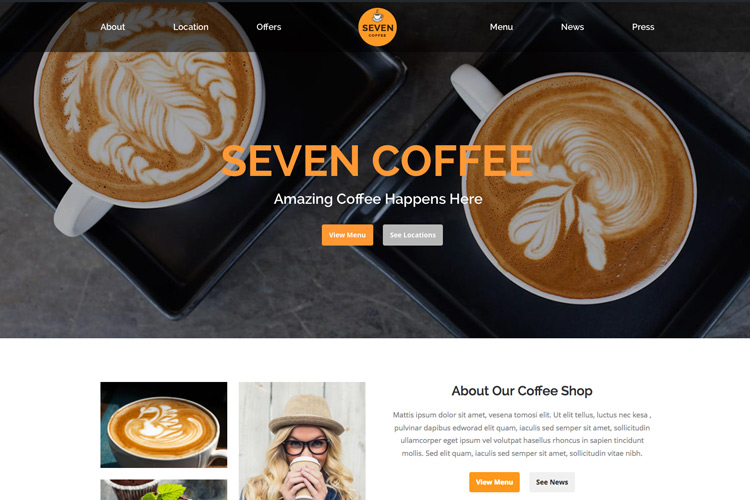 About
Location
Offers
SEVEN
COFFEE
Menu
News
Press
SEVEN COFFEE
Amazing Coffee Happens Here
View Menu
See Locations
About Our Coffee Shop
Mattis ipsum dolor sit amet, vesena tomosi elit. Ut elit tellus, luctus nec kesa ,
pulvinar dapibus edworad elit quam, iaculis sed semper sit amet, sollicitudin
ullamcorper eget ipsum vel volutpat hasellus rhoncus in sapien tincidunt
mollis. Sed elit quam, iaculis sed semper sit amet, sollicitudin vitae nibh.
View Menu
See News